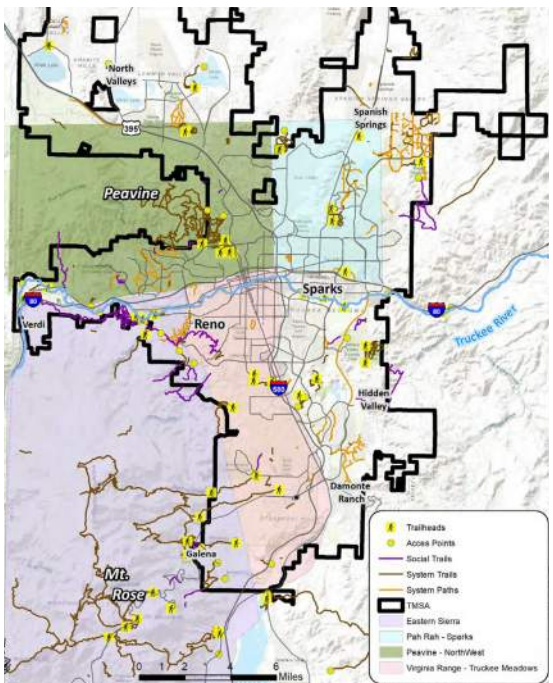 North
Valleys
395
Spanish
Springs
Peavine
80
Verdi
Reno
Sparks
80
Truckee River
580
Hidden
Valley
Damonte
Ranch
Galena
Mt.
Rose
Trailheads
Acces Points
Social Trails
System Trails
System Paths
TMSA
Eastern Sierra
Pah Rah - Sparks
Peavine - NorthWest
Virginia Range - Truckee Meadows
0
2
4
6
Miles